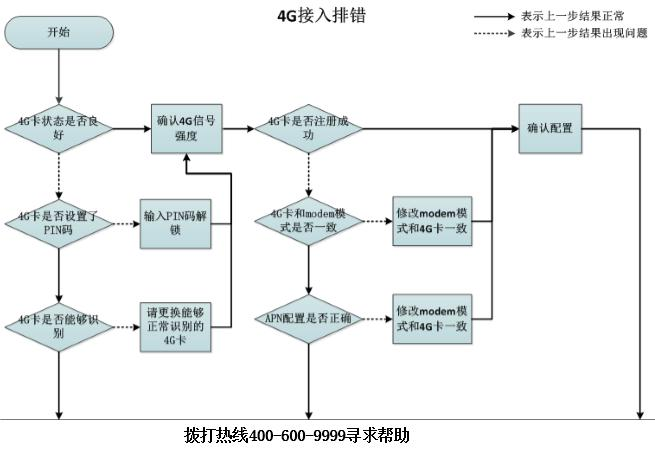 4G接入排错
表示上一步结果正常
表示上一步结果出现问题
开始
4G卡状态是否良
好
确认4G信号
强度
4G卡是否注册成
功
确认配置
4G卡是否设置了
PIN码
输入PIN码解
锁
4G卡和modem模
式是否一致
修改modem模
式和4G卡一致
4G卡是否能够识
别
请更换能够
正常识别的
4G卡
APN配置是否正确
修改modem模
式和4G卡一致
拨打热线400-600-9999寻求帮助